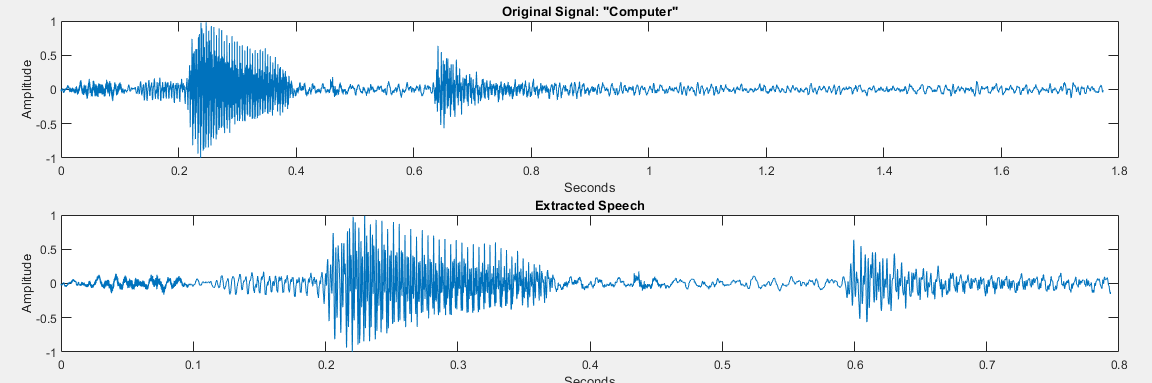 Original Signal: "Computer"
1
0.5
0
-0.5
-1
Amplitude
0 0.2 0.4 0.6 0.8 1 1.2 1.4 1.6 1.8
Seconds
Extracted Speech
1
0.5
0
-0.5
-1
Amplitude
0 0.1 0.2 0.3 0.4 0.5 0.6 0.7 0.8
Seconds